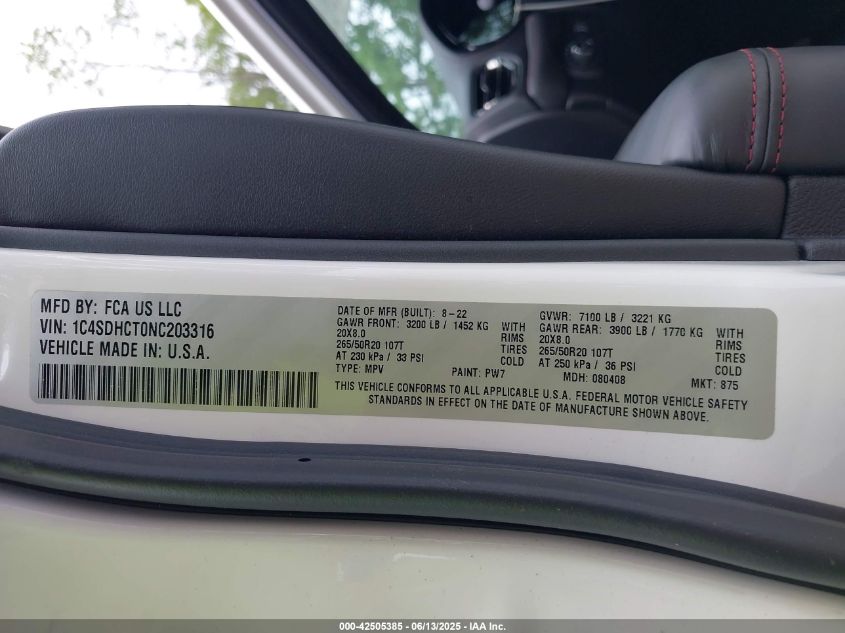 MFD BY: FCA US LLC
VIN: 1C4SDHCT0NC203316
VEHICLE MADE IN: U.S.A.
DATE OF MFR (BUILT): 8-22
GAWR FRONT: 3200 LB / 1452 KG WITH
20X8.0 RIMS
265/50R20 107T TIRES
AT 230 kPa / 33 PSI COLD
TYPE: MPV PAINT: PW7
GVWR: 7100 LB / 3221 KG
GAWR REAR: 3900 LB / 1770 KG WITH
20X8.0 RIMS
265/50R20 107T TIRES
AT 250 kPa / 36 PSI COLD
MDH: 080408 MKT: 875
THIS VEHICLE CONFORMS TO ALL APPLICABLE U.S.A. FEDERAL MOTOR VEHICLE SAFETY
STANDARDS IN EFFECT ON THE DATE OF MANUFACTURE SHOWN ABOVE.
000-42505385 - 06/13/2025 - IAA Inc.